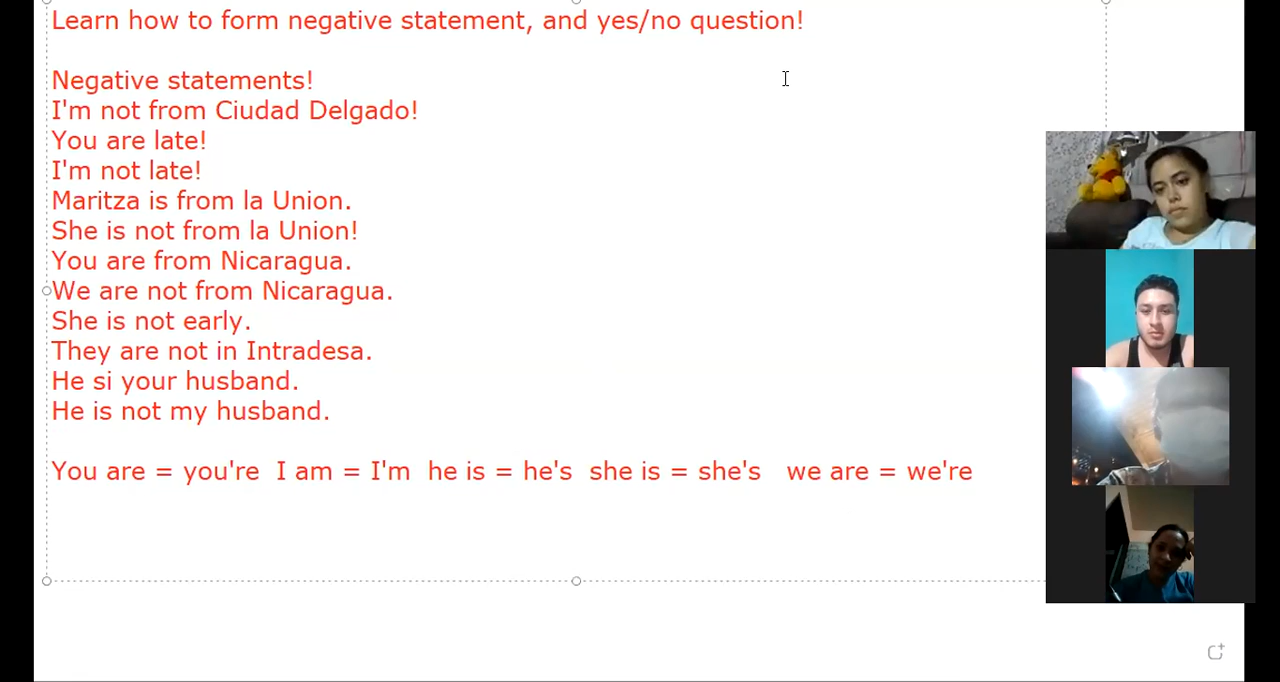 Learn how to form negative statement, and yes/no question!
Negative statements!
I'm not from Ciudad Delgado!
You are late!
I'm not late!
Maritza is from la Union.
She is not from la Union!
You are from Nicaragua.
We are not from Nicaragua.
She is not early.
They are not in Intradesa.
He si your husband.
He is not my husband.
You are = you're  I am = I'm  he is = he's  she is = she's   we are = we're